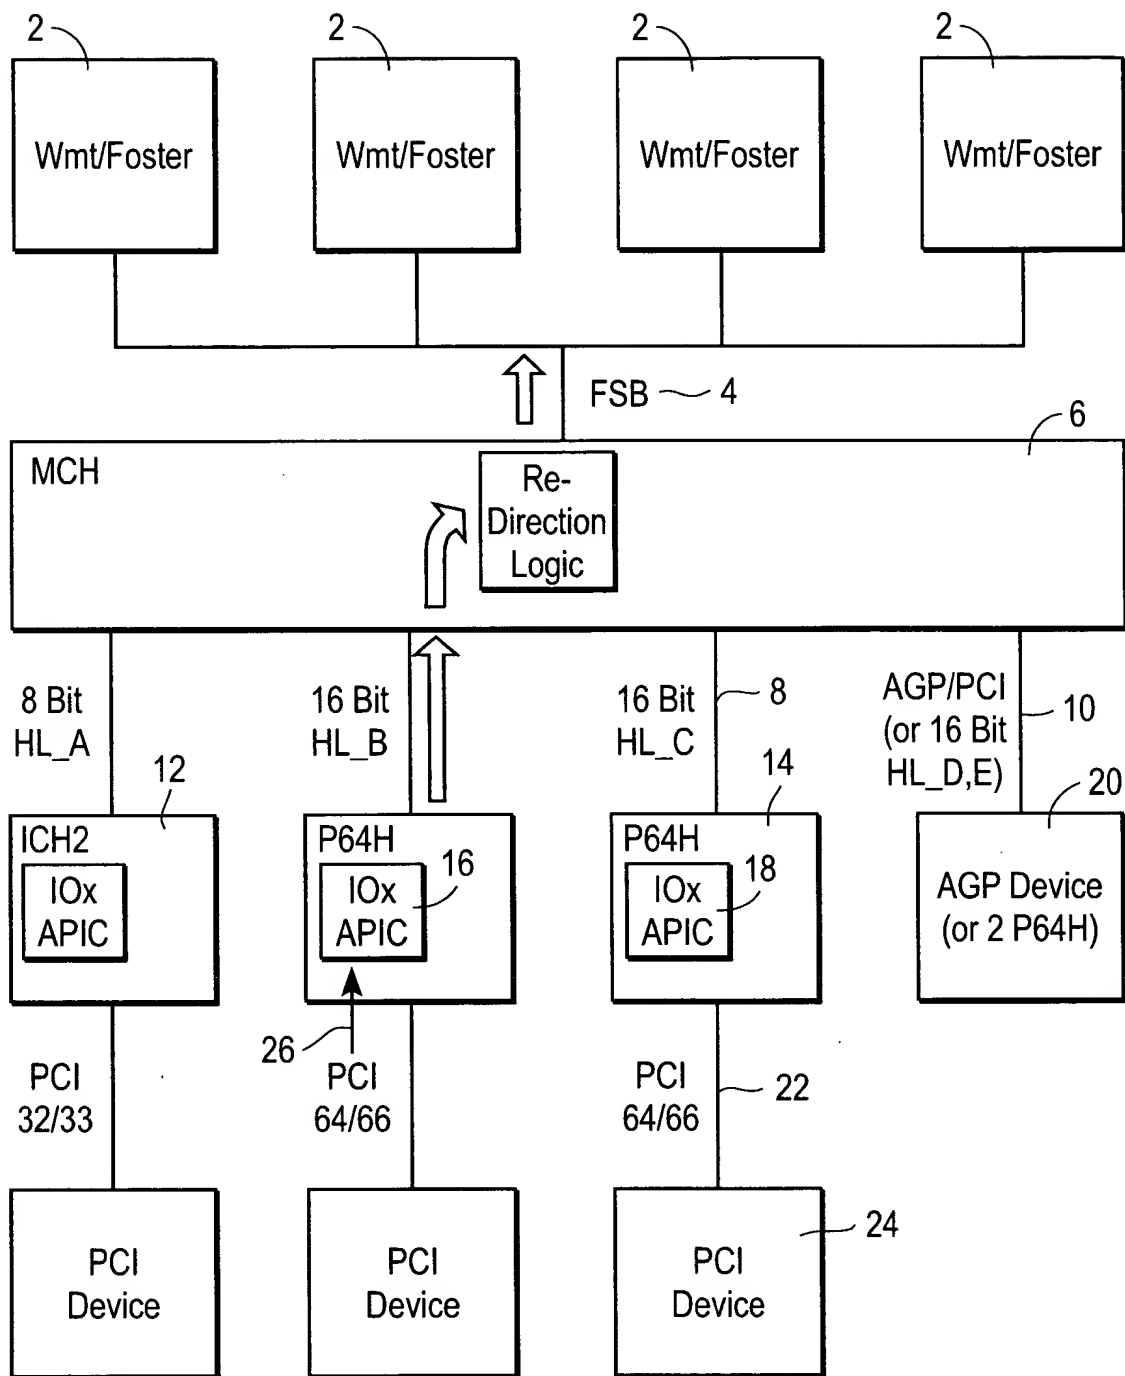 2
2
2
2
Wmt/Foster
Wmt/Foster
Wmt/Foster
Wmt/Foster
FSB
4
6
MCH
Re-
Direction
Logic
8 Bit
HL_A
16 Bit
HL_B
16 Bit
HL_C
8
AGP/PCI
(or 16 Bit
HL_D,E)
10
12
14
20
ICH2
IOx
APIC
P64H
IOx
APIC
16
P64H
IOx
APIC
18
AGP Device
(or 2 P64H)
26
PCI
32/33
PCI
64/66
PCI
64/66
22
PCI
Device
PCI
Device
PCI
Device
24